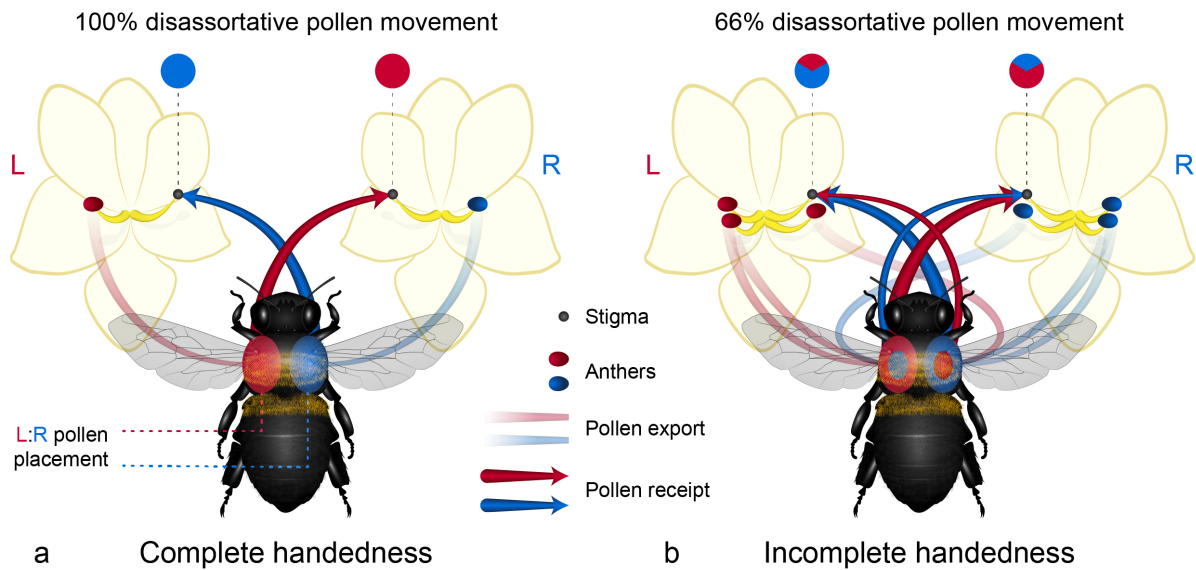 100% disassortative pollen movement
66% disassortative pollen movement
L
R
L
R
Stigma
Anthers
Pollen export
Pollen receipt
L:R pollen
placement
a
Complete handedness
b
Incomplete handedness